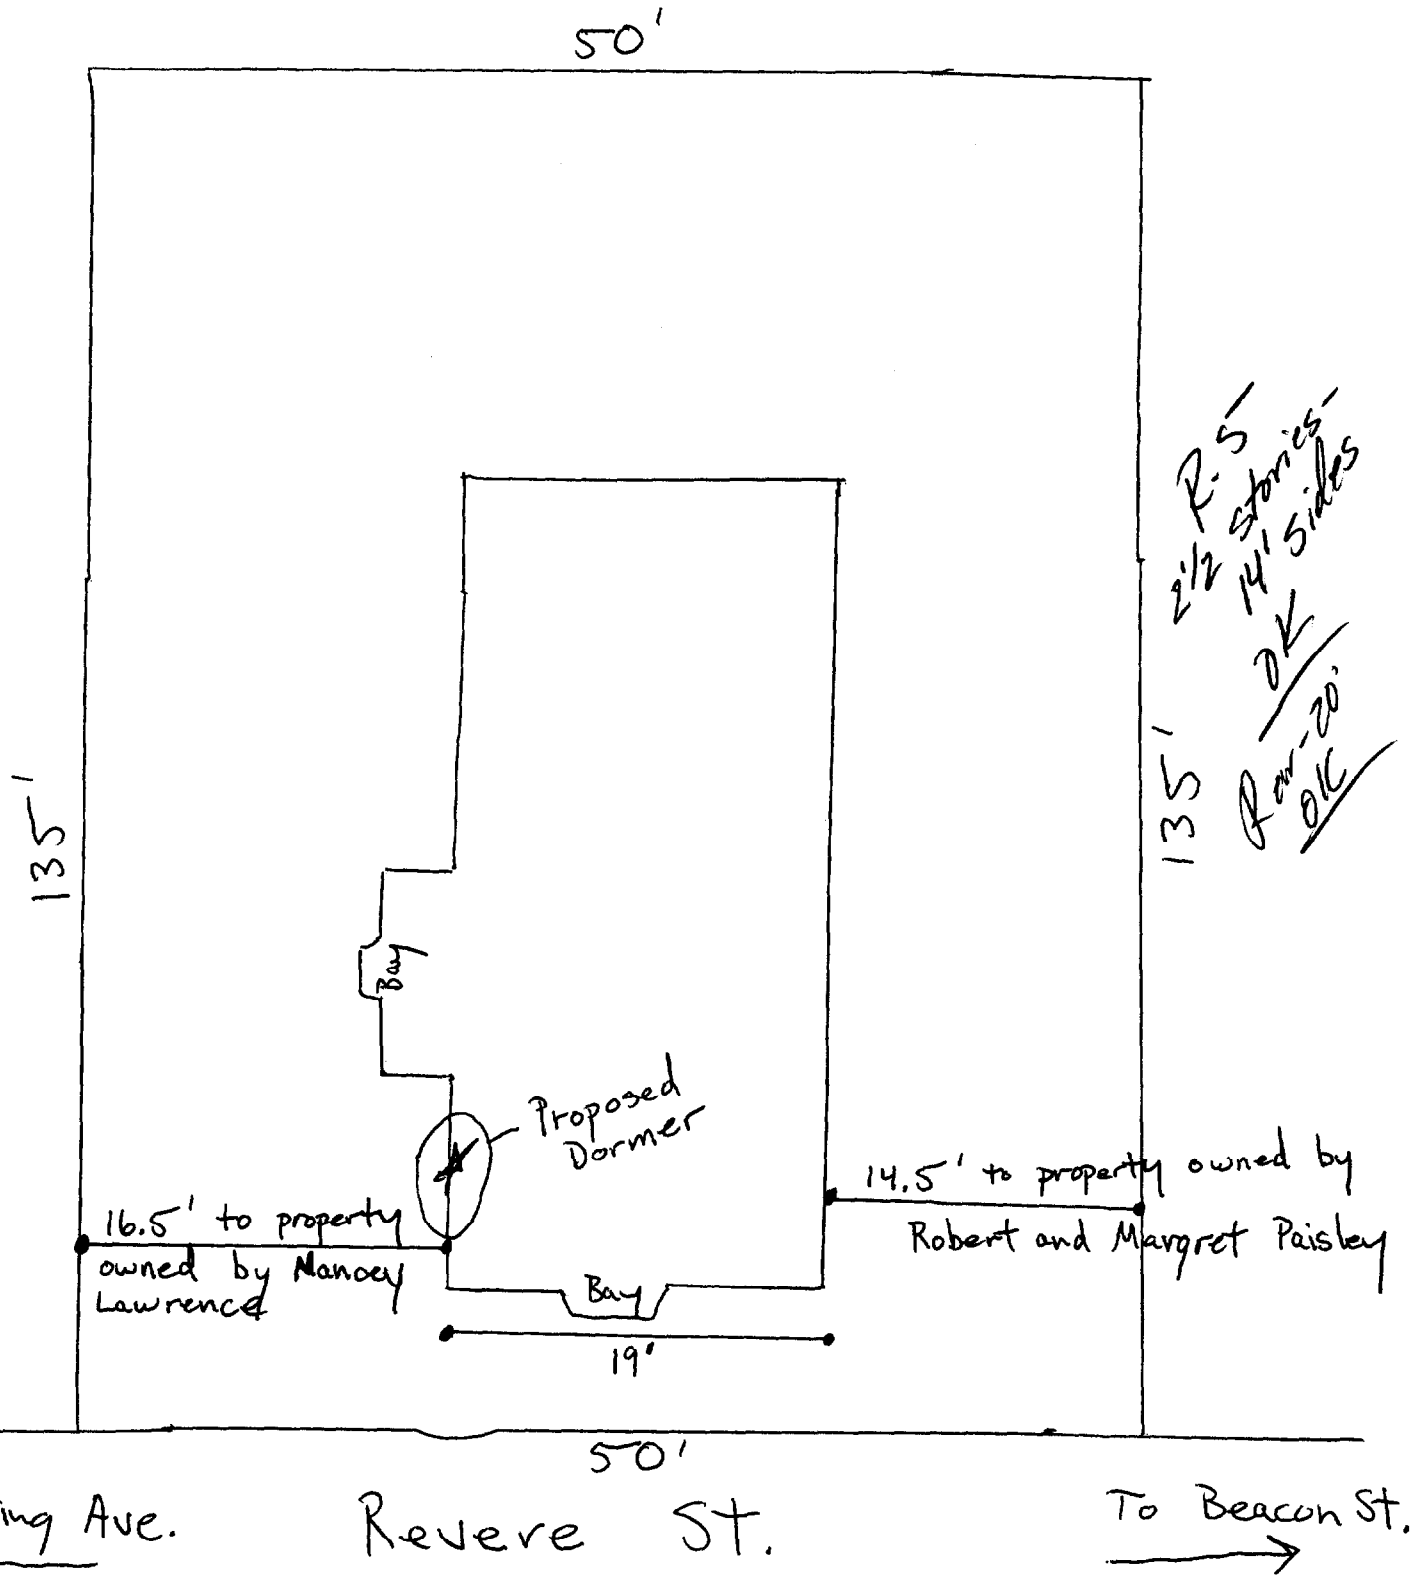 50'
R-5
2 1/2 stories-
14' Sides
OK
Rear-20'
OK
135'
135'
Bay
Proposed
Dormer
16.5' to property
owned by Nancy
Lawrence
14.5' to property owned by
Robert and Margret Paisley
Bay
19'
50'
Ave.
Revere St.
To Beacon St.